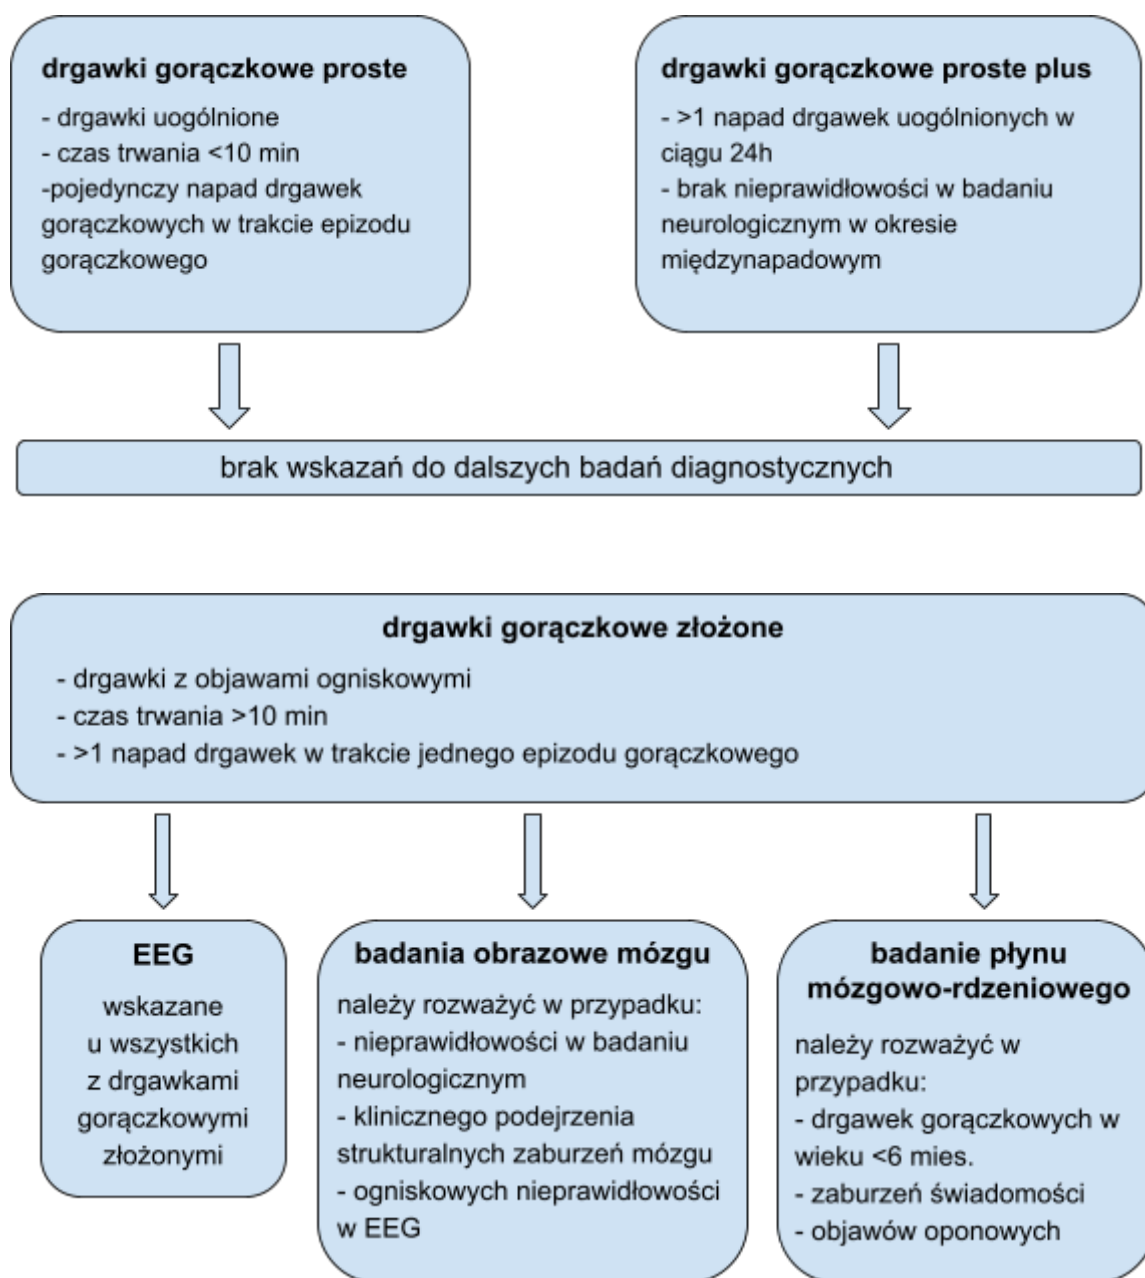 drgawki gorączkowe proste
- drgawki uogólnione
- czas trwania <10 min
-pojedynczy napad drgawek
gorączkowych w trakcie epizodu
gorączkowego
drgawki gorączkowe proste plus
- >1 napad drgawek uogólnionych w
ciągu 24h
- brak nieprawidłowości w badaniu
neurologicznym w okresie
międzynapadowym
brak wskazań do dalszych badań diagnostycznych
drgawki gorączkowe złożone
- drgawki z objawami ogniskowymi
- czas trwania >10 min
- >1 napad drgawek w trakcie jednego epizodu gorączkowego
EEG
wskazane
u wszystkich
z drgawkami
gorączkowymi
złożonymi
badania obrazowe mózgu
należy rozważyć w przypadku:
- nieprawidłowości w badaniu
neurologicznym
- klinicznego podejrzenia
strukturalnych zaburzeń mózgu
- ogniskowych nieprawidłowości
w EEG
badanie płynu
mózgowo-rdzeniowego
należy rozważyć w
przypadku:
- drgawek gorączkowych w
wieku <6 mies.
- zaburzeń świadomości
- objawów oponowych